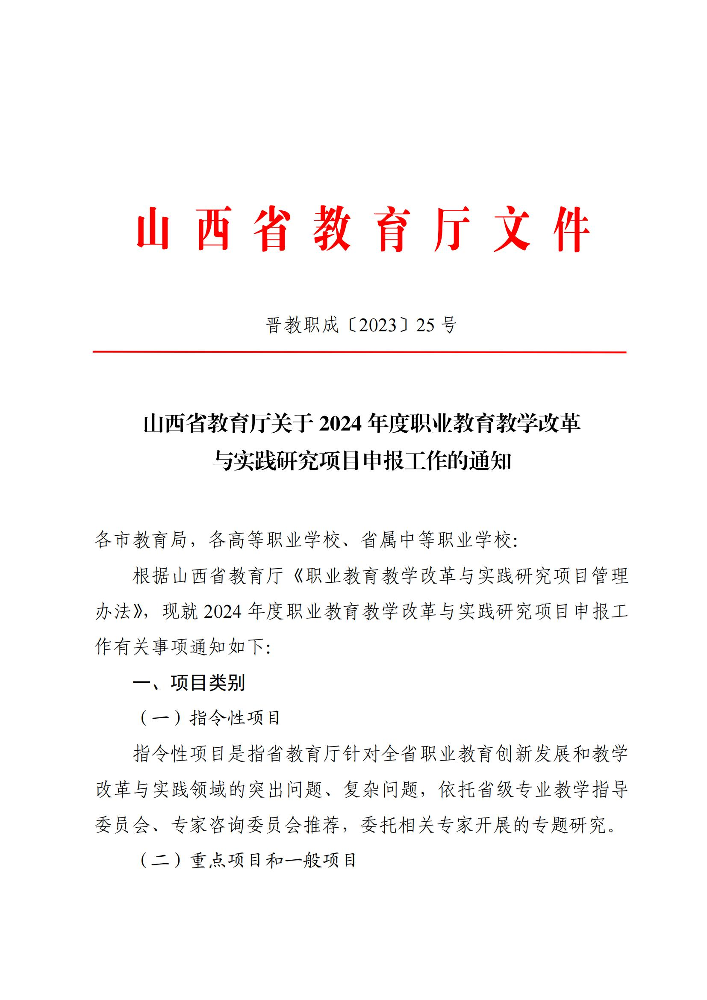 山西省教育厅文件
晋教职成〔2023〕25 号
山西省教育厅关于 2024 年度职业教育教学改革
与实践研究项目申报工作的通知
各市教育局，各高等职业学校、省属中等职业学校：
根据山西省教育厅《职业教育教学改革与实践研究项目管理
办法》，现就 2024 年度职业教育教学改革与实践研究项目申报工
作有关事项通知如下：
一、项目类别
（一）指令性项目
指令性项目是指省教育厅针对全省职业教育创新发展和教学
改革与实践领域的突出问题、复杂问题，依托省级专业教学指导
委员会、专家咨询委员会推荐，委托相关专家开展的专题研究。
（二）重点项目和一般项目